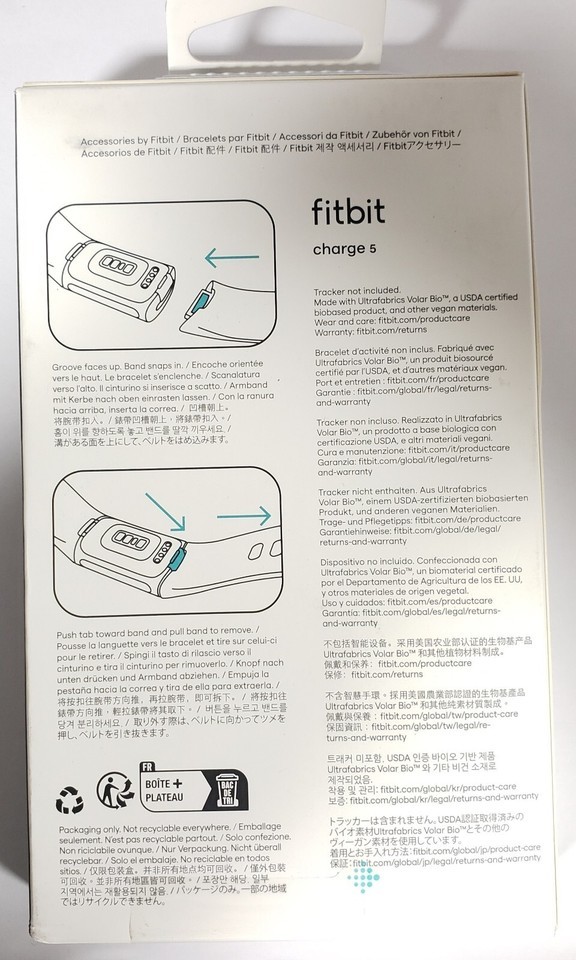 Accessories by Fitbit / Bracelets par Fitbit / Accessori da Fitbit / Zubehör von Fitbit /
Accesorios de Fitbit / Fitbit 配件 / Fitbit 配件 / Fitbit 제작 액세서리 / Fitbitアクセサリー
fitbit
charge 5
Tracker not included.
Made with Ultrafabrics Volar Bio™, a USDA certified
biobased product, and other vegan materials.
Wear and care: fitbit.com/productcare
Warranty: fitbit.com/returns
Bracelet d'activité non inclus. Fabriqué avec
Ultrafabrics Volar Bio™, un produit biosourcé
certifié par l'USDA, et d'autres matériaux vegan.
Port et entretien : fitbit.com/fr/productcare
Garantie : fitbit.com/global/fr/legal/returns-
and-warranty
Tracker non incluso. Realizzato in Ultrafabrics
Volar Bio™, un prodotto a base biologica con
certificazione USDA, e altri materiali vegani.
Cura e manutenzione: fitbit.com/it/productcare
Garanzia: fitbit.com/global/it/legal/returns-
and-warranty
Tracker nicht enthalten. Aus Ultrafabrics
Volar Bio™, einem USDA-zertifizierten biobasierten
Produkt, und anderen veganen Materialien.
Trage- und Pflegetipps: fitbit.com/de/productcare
Garantiehinweise: fitbit.com/global/de/legal/
returns-and-warranty
Dispositivo no incluido. Confeccionada con
Ultrafabrics Volar Bio™, un biomaterial certificado
por el Departamento de Agricultura de los EE. UU,
y otros materiales de origen vegetal.
Uso y cuidados: fitbit.com/es/productcare
Garantía: fitbit.com/global/es/legal/returns-
and-warranty
不包括智能设备。采用美国农业部认证的生物基产品
Ultrafabrics Volar Bio™ 和其他植物材料制成。
佩戴和保养: fitbit.com/productcare
保修: fitbit.com/returns
不含智慧手環。採用美國農業部認證的生物基產品
Ultrafabrics Volar Bio™ 和其他純素材質製成。
佩戴與保養:fitbit.com/global/tw/product-care
保固資訊:fitbit.com/global/tw/legal/re-
turns-and-warranty
트래커 미포함. USDA 인증 바이오 기반 제품
Ultrafabrics Volar Bio™ 와 기타 비건 소재로
제작되었음.
착용 및 관리: fitbit.com/global/kr/product-care
보증: fitbit.com/global/kr/legal/returns-and-warranty
トラッカーは含まれません。USDA認証取得済みの
バイオ素材Ultrafabrics Volar Bio™とその他の
ヴィーガン素材を使用しています。
着用とお手入れ方法:fitbit.com/global/jp/product-care
保証:fitbit.com/global/jp/legal/returns-and-warranty
Groove faces up. Band snaps in. / Encoche orientée
vers le haut. Le bracelet s'enclenche. / Scanalatura
verso l'alto. Il cinturino si inserisce a scatto. / Armband
mit Kerbe nach oben einrasten lassen. / Con la ranura
hacia arriba, inserta la correa. / 凹槽朝上。
将腕带扣入。/ 錶帶凹槽朝上,將錶帶扣入。/
홈이 위를 향하도록 놓고 밴드를 딸깍 끼우세요. /
溝がある面を上にして、ベルトをはめ込みます。
Push tab toward band and pull band to remove. /
Pousse la languette vers le bracelet et tire sur celui-ci
pour le retirer. / Spingi il tasto di rilascio verso il
cinturino e tira il cinturino per rimuoverlo. / Knopf nach
unten drücken und Armband abziehen. / Empuja la
pestaña hacia la correa y tira de ella para extraerla. /
将按扣往腕带方向推,再拉腕带,即可拆下。/ 將按扣往
錶帶方向推,輕拉錶帶將其取下。/ 버튼을 누르고 밴드를
당겨 분리하세요. / 取り外す際は、ベルトに向かってツメを
押し、ベルトを引き抜きます。
FR
BOÎTE +
PLATEAU
BAC
DE
TRI
Packaging only. Not recyclable everywhere. / Emballage
seulement. N'est pas recyclable partout. / Solo confezione.
Non riciclabile ovunque. / Nur Verpackung. Nicht überall
recyclebar. / Solo el embalaje. No reciclable en todos
sitios. / 仅限包装盒。并非所有地点均可回收。/ 僅外包裝
可回收,並非所有地區皆可回收。/ 포장만 해당. 일부
지역에서는 재활용되지 않음. / パッケージのみ。一部の地域
ではリサイクルできません。